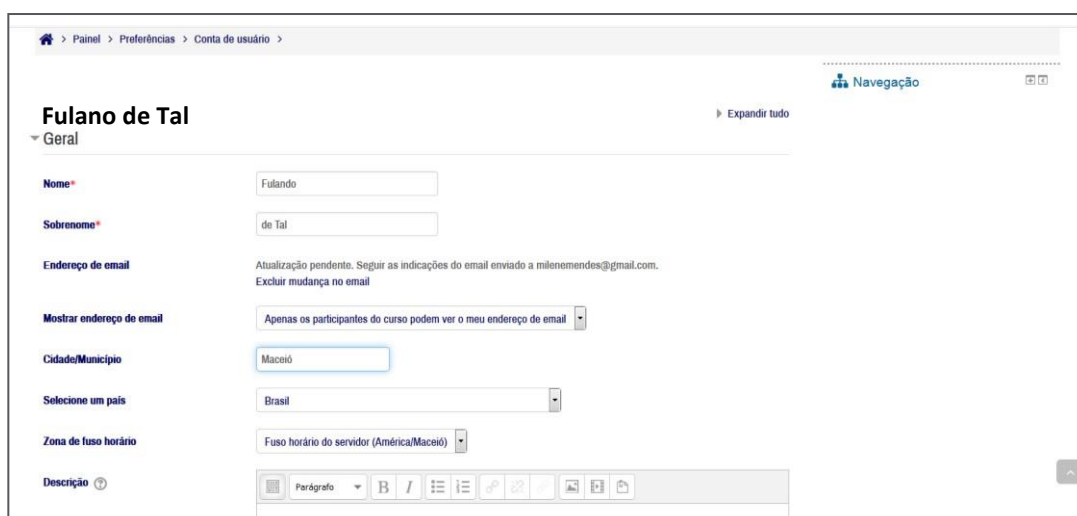 > Painel > Preferências > Conta de usuário >
Navegação
Fulano de Tal
Expandir tudo
Geral
Nome*
Fulando
Sobrenome*
de Tal
Endereço de email
Atualização pendente. Seguir as indicações do email enviado a milenemendes@gmail.com.
Excluir mudança no email
Mostrar endereço de email
Apenas os participantes do curso podem ver o meu endereço de email
Cidade/Município
Maceió
Selecione um país
Brasil
Zona de fuso horário
Fuso horário do servidor (América/Maceió)
Descrição ?
Parágrafo B I